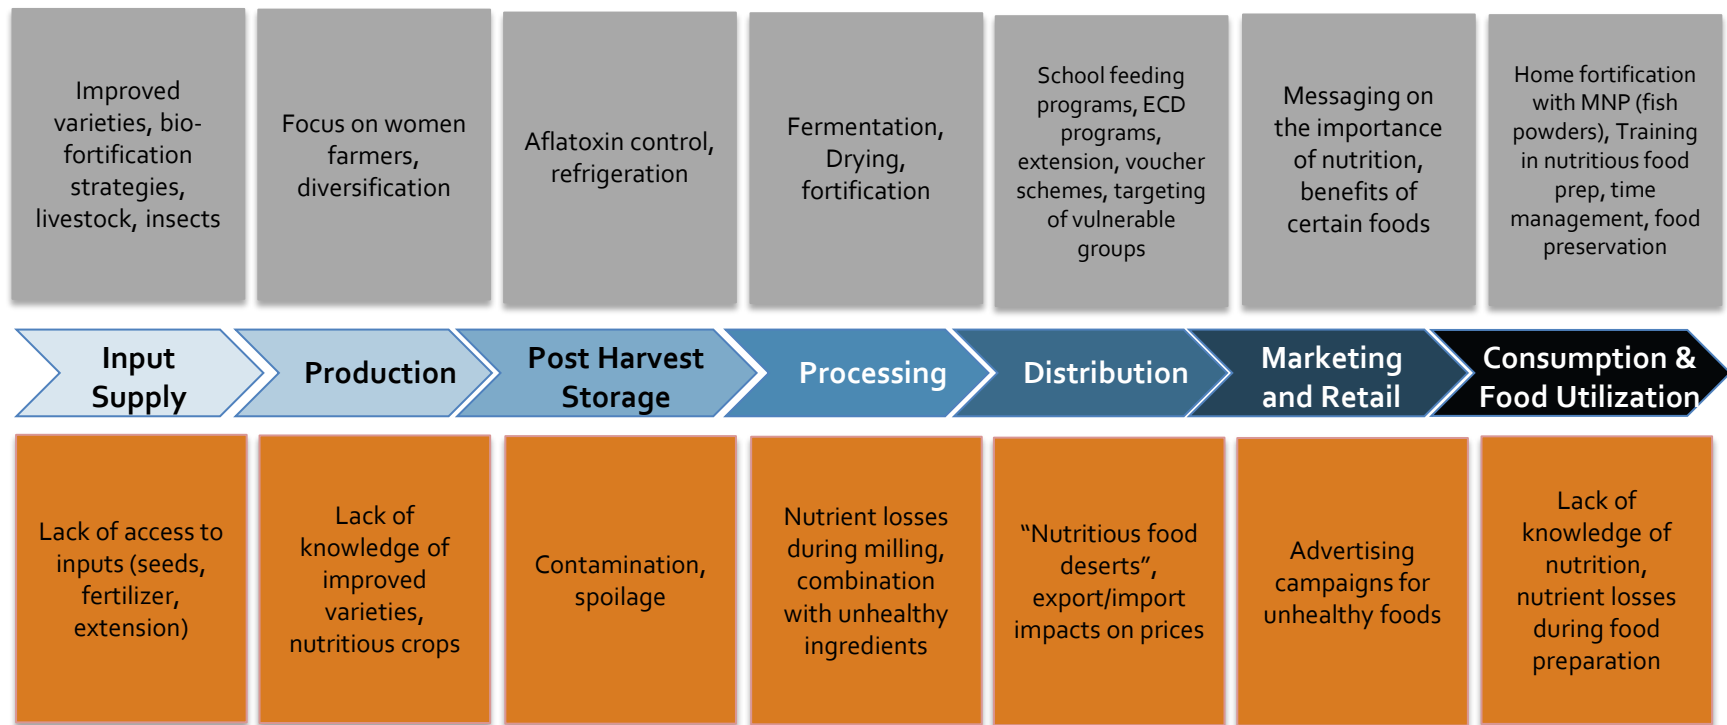 Improved
varieties, bio-
fortification
strategies,
livestock, insects
Focus on women
farmers,
diversification
Aflatoxin control,
refrigeration
Fermentation,
Drying,
fortification
School feeding
programs, ECD
programs,
extension, voucher
schemes, targeting
of vulnerable
groups
Messaging on
the importance
of nutrition,
benefits of
certain foods
Home fortification
with MNP (fish
powders), Training
in nutritious food
prep, time
management, food
preservation
Input
Supply
Production
Post Harvest
Storage
Processing
Distribution
Marketing
and Retail
Consumption &
Food Utilization
Lack of access to
inputs (seeds,
fertilizer,
extension)
Lack of
knowledge of
improved
varieties,
nutritious crops
Contamination,
spoilage
Nutrient losses
during milling,
combination
with unhealthy
ingredients
“Nutritious food
deserts”,
export/import
impacts on prices
Advertising
campaigns for
unhealthy foods
Lack of
knowledge of
nutrition,
nutrient losses
during food
preparation